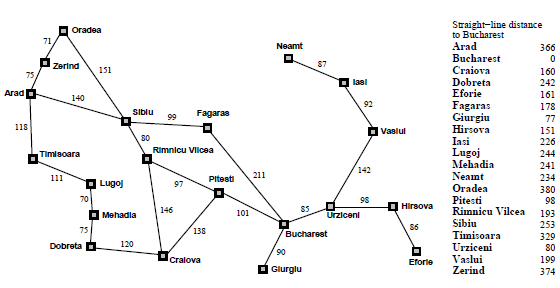 Oradea
71
Neamt
Zerind
87
75
151
Iasi
Arad
140
92
Sibiu
99
Fagaras
118
Vaslui
80
Rimnicu Vilcea
Timisoara
142
111
Lugoj
97
Pitesti
211
70
98
Hirsova
Mehadia
146
101
85
Urziceni
75
138
86
Bucharest
Dobreta
120
90
Craiova
Eforie
Giurgiu
Straight−line distance
to Bucharest
Arad 366
Bucharest 0
Craiova 160
Dobreta 242
Eforie 161
Fagaras 178
Giurgiu 77
Hirsova 151
Iasi 226
Lugoj 244
Mehadia 241
Neamt 234
Oradea 380
Pitesti 98
Rimnicu Vilcea 193
Sibiu 253
Timisoara 329
Urziceni 80
Vaslui 199
Zerind 374